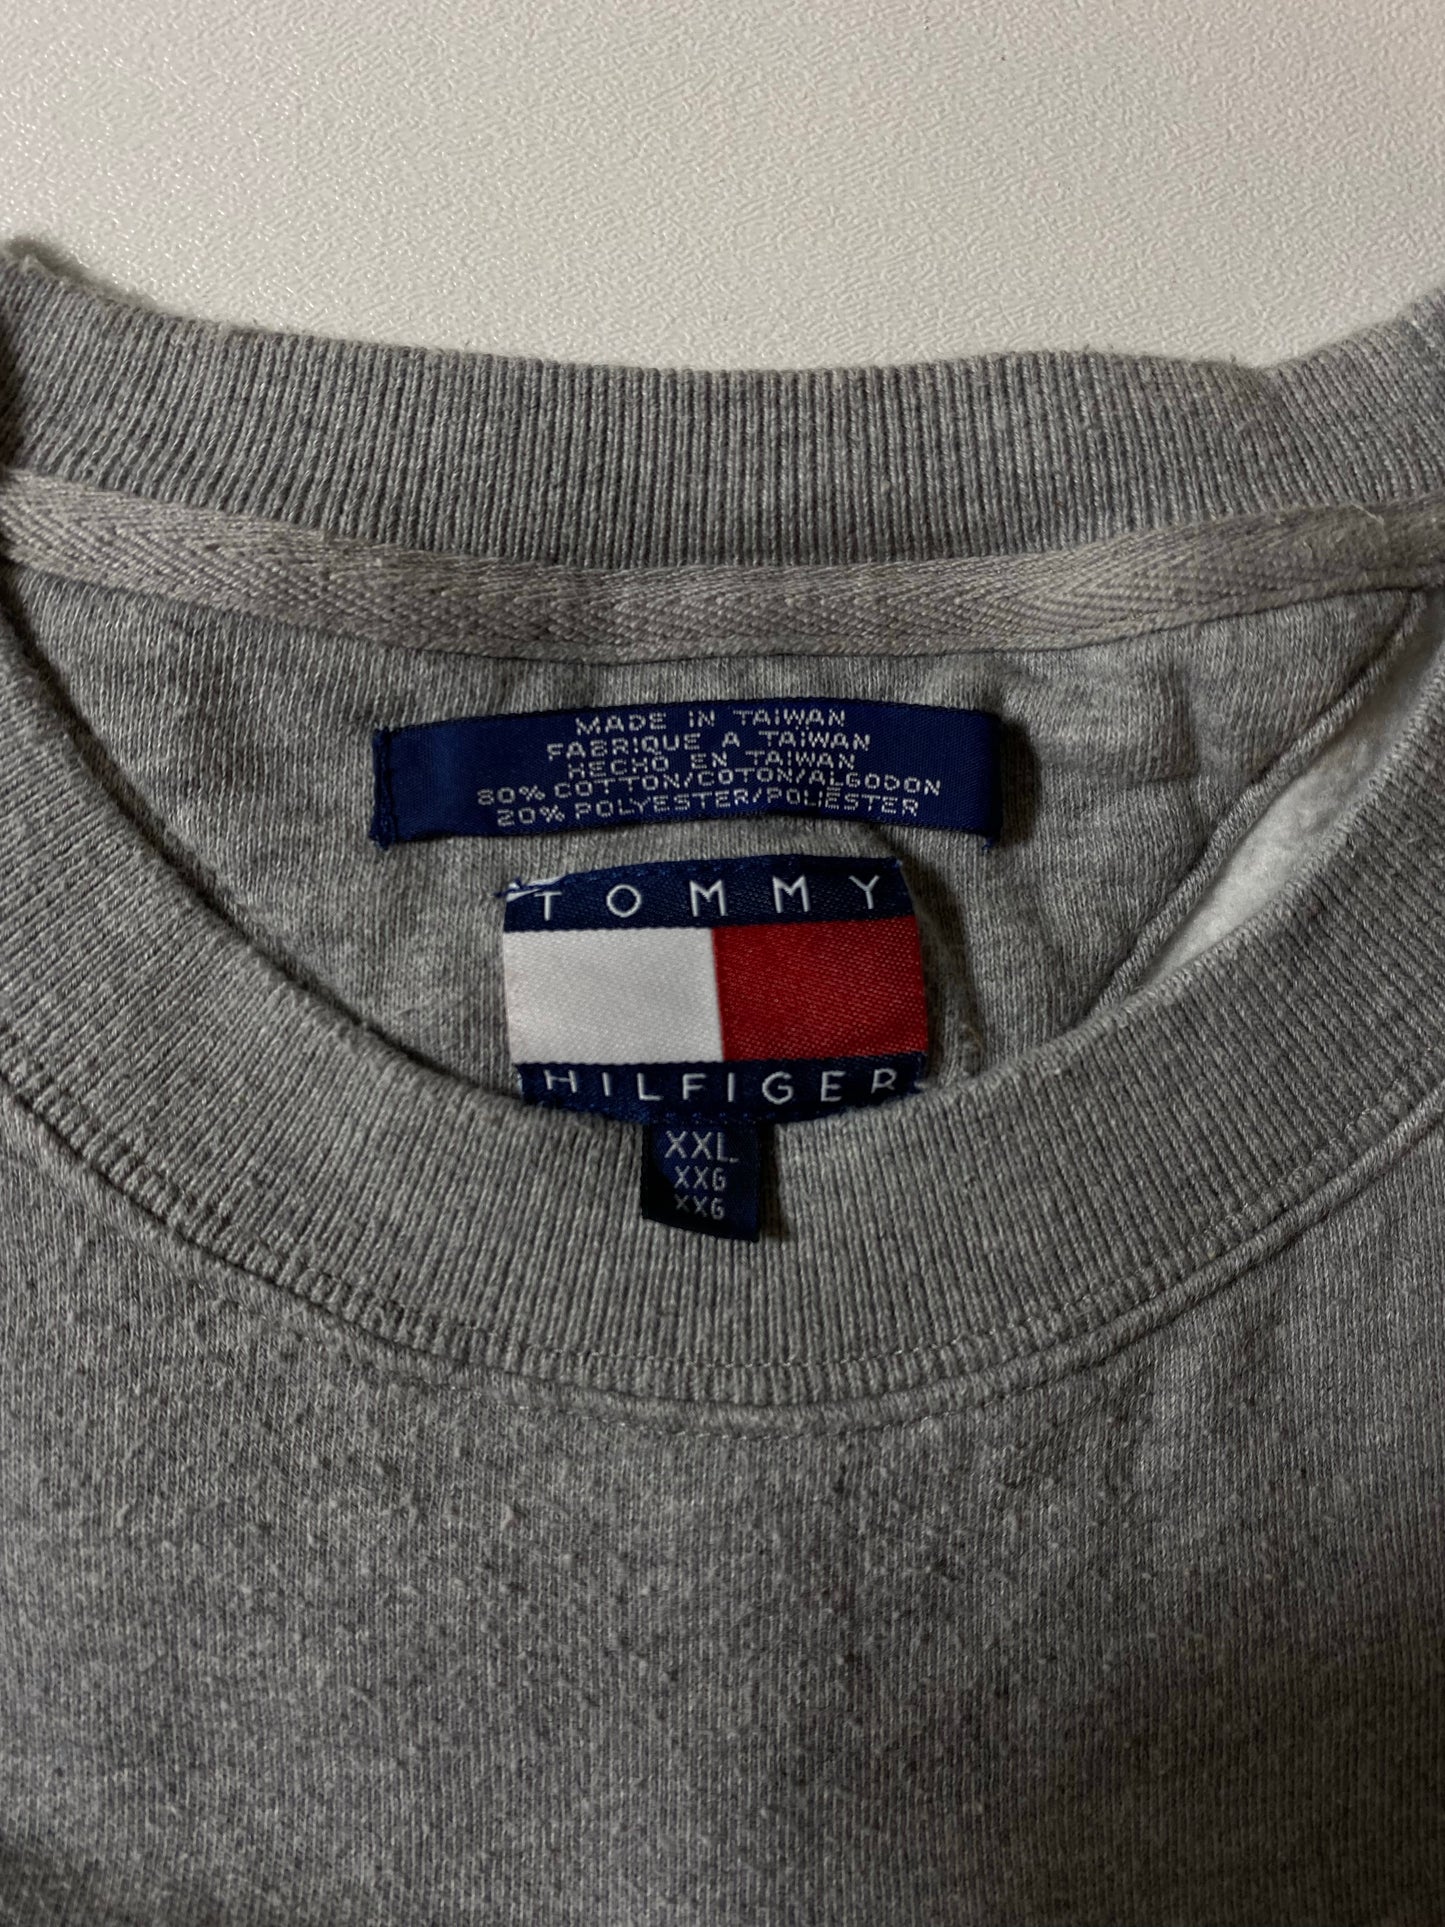 MADE IN TAIWAN
FABRIQUE A TAIWAN
HECHO EN TAIWAN
80% COTTON/COTON/ALGODON
20% POLYESTER/POLIÉSTER
TOMMY
HILFIGER
XXL
XXG
XXG